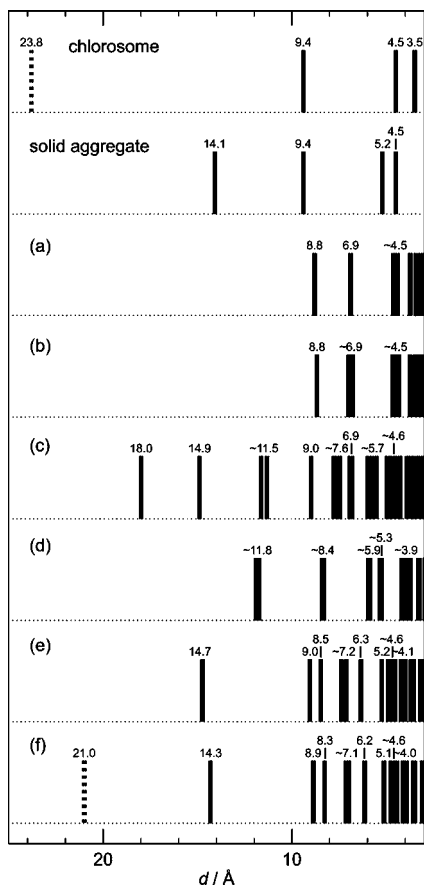 23.8 chlorosome 9.4 4.5 3.5
4.5
solid aggregate 14.1 9.4 5.2
(a) 8.8 6.9 ~4.5
(b) 8.8 ~6.9 ~4.5
6.9 ~4.6
(c) 18.0 14.9 ~11.5 9.0 ~7.6 ~5.7
~5.3
(d) ~11.8 ~8.4 ~5.9 ~3.9
8.5 6.3 ~4.6
(e) 14.7 9.0 ~7.2 5.2 ~4.1
8.3 6.2 ~4.6
(f) 21.0 14.3 8.9 ~7.1 5.1 ~4.0
20 10
d / Å